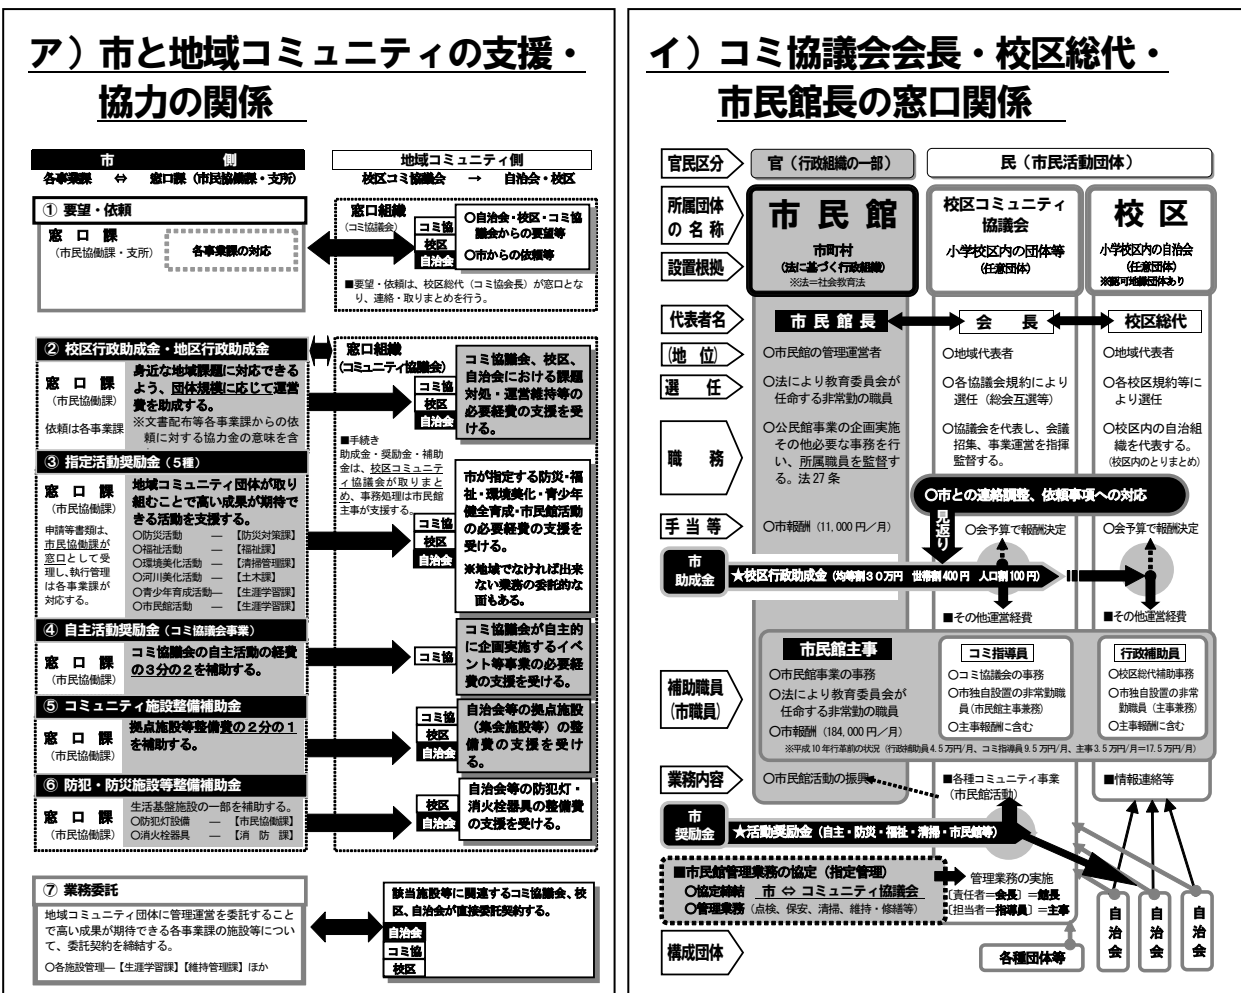 ア）市と地域コミュニティの支援・
協力の関係
市　側
各事業課 ⇔ 窓口課（市民協働課・支所）
地域コミュニティ側
校区コミ協議会 → 自治会・校区
① 要望・依頼
窓 口 課
（市民協働課・支所）
各事業課の対応
窓口組織
（コミ協議会）
コミ協
校区
自治会
○自治会・校区・コミ協
議会からの要望等
○市からの依頼等
■要望・依頼は、校区総代（コミ協会長）が窓口とな
り、連絡・取りまとめを行う。
② 校区行政助成金・地区行政助成金
窓 口 課
（市民協働課）
依頼は各事業課
身近な地域課題に対応できる
よう、団体規模に応じて運営
費を助成する。
※文書配布等各事業課からの依
頼に対する協力金の意味を含
窓口組織
（コミュニティ協議会）
コミ協
校区
自治会
コミ協議会、校区、
自治会における課題
対処・運営維持等の
必要経費の支援を受
ける。
■手続き
助成金・奨励金・補助
金は、校区コミュニテ
ィ協議会が取りまと
め、事務処理は市民館
主事が支援する。
③ 指定活動奨励金（５種）
窓 口 課
（市民協働課）
申請等書類は、
市民協働課が
窓口として受
理し、執行管理
は各事業課が
対応する。
地域コミュニティ団体が取り
組むことで高い成果が期待で
きる活動を支援する。
○防災活動 ― 【防災対策課】
○福祉活動 ― 【福祉課】
○環境美化活動 ― 【清掃管理課】
○河川美化活動 ― 【土木課】
○青少年育成活動― 【生涯学習課】
○市民館活動 ― 【生涯学習課】
コミ協
校区
自治会
市が指定する防災・福
祉・環境美化・青少年
健全育成・市民館活動
の必要経費の支援を
受ける。
※地域でなければ出来
ない業務の委託的な
面もある。
④ 自主活動奨励金（コミ協議会事業）
窓 口 課
（市民協働課）
コミ協議会の自主活動の経費
の３分の２を補助する。
コミ協
コミ協議会が自主的
に企画実施するイベ
ント等事業の必要経
費の支援を受ける。
⑤ コミュニティ施設整備補助金
窓 口 課
（市民協働課）
拠点施設等整備費の２分の１
を補助する。
コミ協
校区
自治会
自治会等の拠点施設
（集会施設等）の整
備費の支援を受け
る。
⑥ 防犯・防災施設等整備補助金
窓 口 課
（市民協働課）
生活基盤施設の一部を補助する。
○防犯灯設備 ― 【市民協働課】
○消火栓器具 ― 【消 防 課】
校区
自治会
自治会等の防犯灯・
消火栓器具の整備費
の支援を受ける。
⑦ 業務委託
地域コミュニティ団体に管理運営を委託すること
で高い成果が期待できる各事業課の施設等につい
て、委託契約を締結する。
○各施設管理―【生涯学習課】【維持管理課】ほか
該当施設等に関連するコミ協議会、校
区、自治会が直接委託契約する。
自治会
コミ協
校区
イ）コミ協議会会長・校区総代・
市民館長の窓口関係
官民区分
官（行政組織の一部）
民（市民活動団体）
所属団体
の 名 称
設置根拠
市 民 館
市町村
（法に基づく行政組織）
※法＝社会教育法
校区コミュニティ
協議会
小学校区内の団体等
（任意団体）
校 区
小学校区内の自治会
（任意団体）
※認可地縁団体あり
代表者名
市 民 館 長
会　長
校区総代
（地 位）
○市民館の管理運営者
○地域代表者
○地域代表者
選 任
○法により教育委員会が
任命する非常勤の職員
○各協議会規約により
選任（総会互選等）
○各校区規約等に
より選任
職 務
○公民館事業の企画実施
その他必要な事務を行
い、所属職員を監督す
る。法27 条
○協議会を代表し、会議
招集、事業運営を指揮
監督する。
○校区内の自治組
織を代表する。
（校区内のとりまとめ）
○市との連絡調整、依頼事項への対応
見返り
手当等
○市報酬（11,000 円／月）
○会予算で報酬決定
○会予算で報酬決定
市
助成金
★校区行政助成金（均等割３０万円 世帯割400 円 人口割100 円）
■その他運営経費
■その他運営経費
補助職員
（市職員）
市民館主事
○市民館事業の事務
○法により教育委員会が
任命する非常勤の職員
○市報酬（184,000 円／月）
コミ指導員
○コミ協議会の事務
○市独自設置の非常勤職
員（市民館主事兼務）
○主事報酬に含む
行政補助員
○校区総代補助事務
○市独自設置の非常
勤職員（主事兼務）
○主事報酬に含む
※平成10 年行革前の状況（行政補助員4.5 万円/月、コミ指導員9.5 万円/月、主事3.5 万円/月＝17.5 万円/月）
業務内容
○市民館活動の振興
■各種コミュニティ事業
（市民館活動）
■情報連絡等
市
奨励金
★活動奨励金（自主・防災・福祉・清掃・市民館等）
■市民館管理業務の協定（指定管理）
○協定締結 市 ⇔ コミュニティ協議会
○管理業務（点検、保安、清掃、維持・修繕等）
管理業務の実施
〔責任者＝会長〕＝館長
〔担当者＝指導員〕＝主事
構成団体
各種団体等
自治会
自治会
自治会